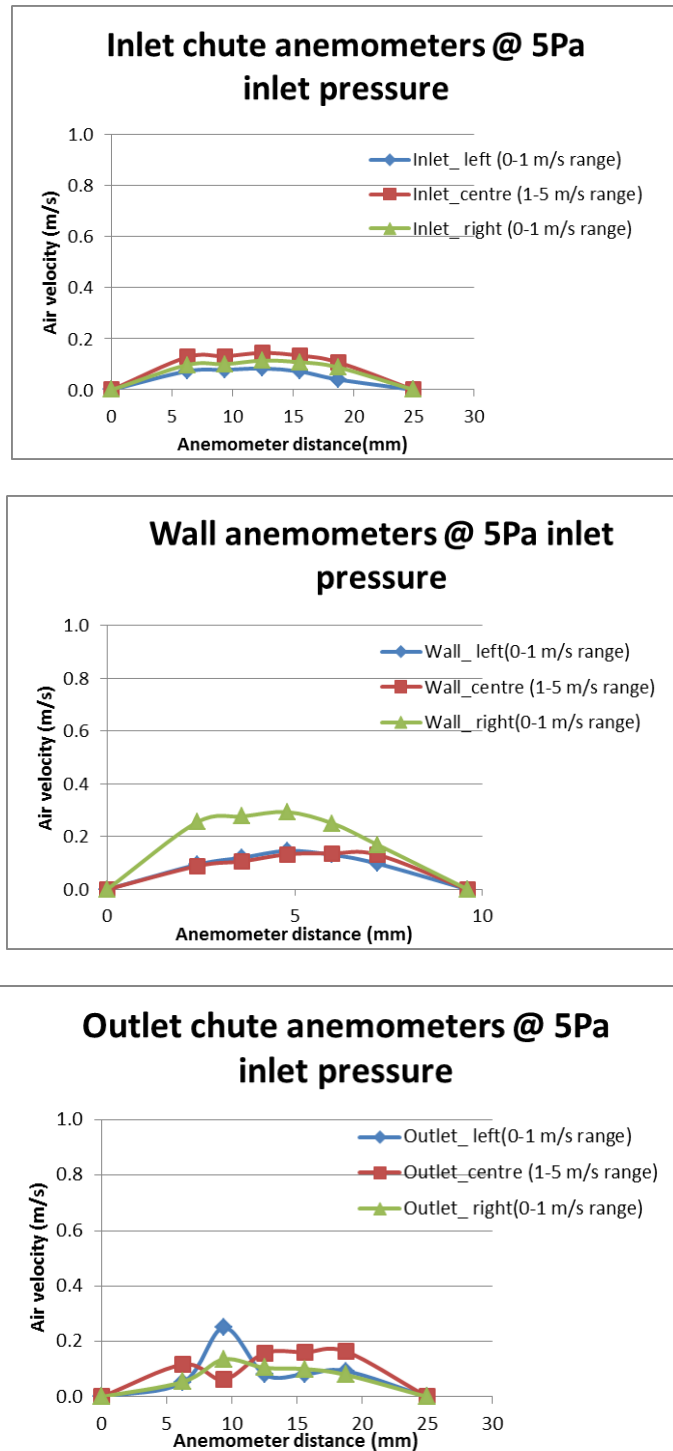 Inlet chute anemometers @ 5Pa
inlet pressure
1.0
0.8
0.6
0.4
0.2
0.0
Air velocity (m/s)
Inlet_ left (0-1 m/s range)
Inlet_centre (1-5 m/s range)
Inlet_ right (0-1 m/s range)
0 5 10 15 20 25 30
Anemometer distance(mm)
Wall anemometers @ 5Pa inlet
pressure
1.0
0.8
0.6
0.4
0.2
0.0
Air velocity (m/s)
Wall_ left(0-1 m/s range)
Wall_centre (1-5 m/s range)
Wall_ right(0-1 m/s range)
0 5 10
Anemometer distance (mm)
Outlet chute anemometers @ 5Pa
inlet pressure
1.0
0.8
0.6
0.4
0.2
0.0
Air velocity (m/s)
Outlet_ left(0-1 m/s range)
Outlet_centre (1-5 m/s range)
Outlet_ right(0-1 m/s range)
0 5 10 15 20 25 30
Anemometer distance (mm)